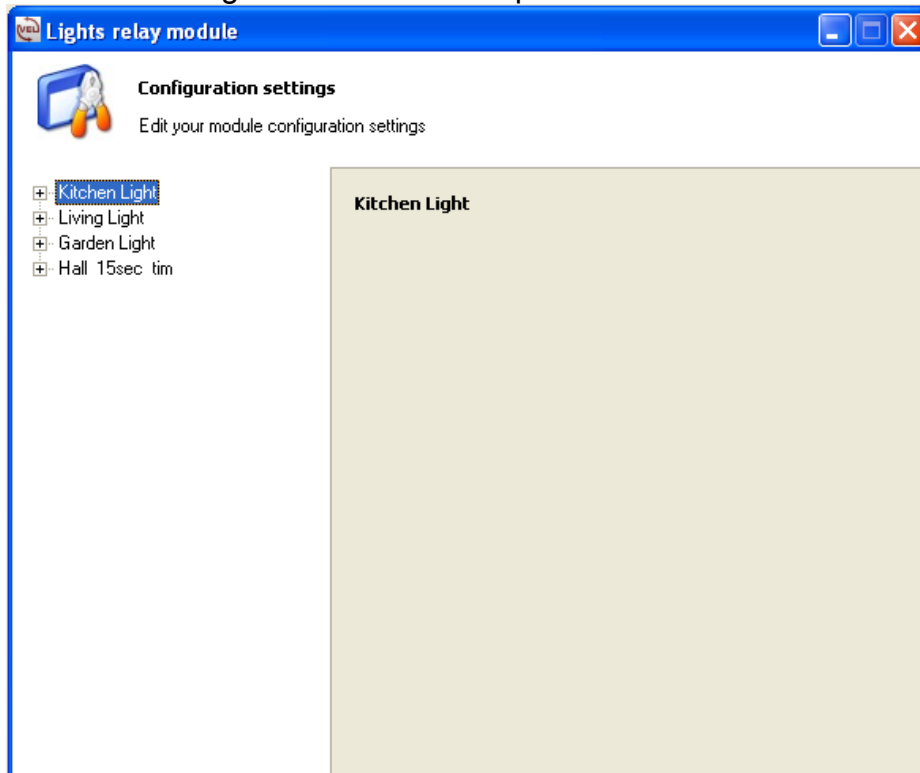 Lights relay module
Configuration settings
Edit your module configuration settings
Kitchen Light
Living Light
Garden Light
Hall 15sec tim
Kitchen Light